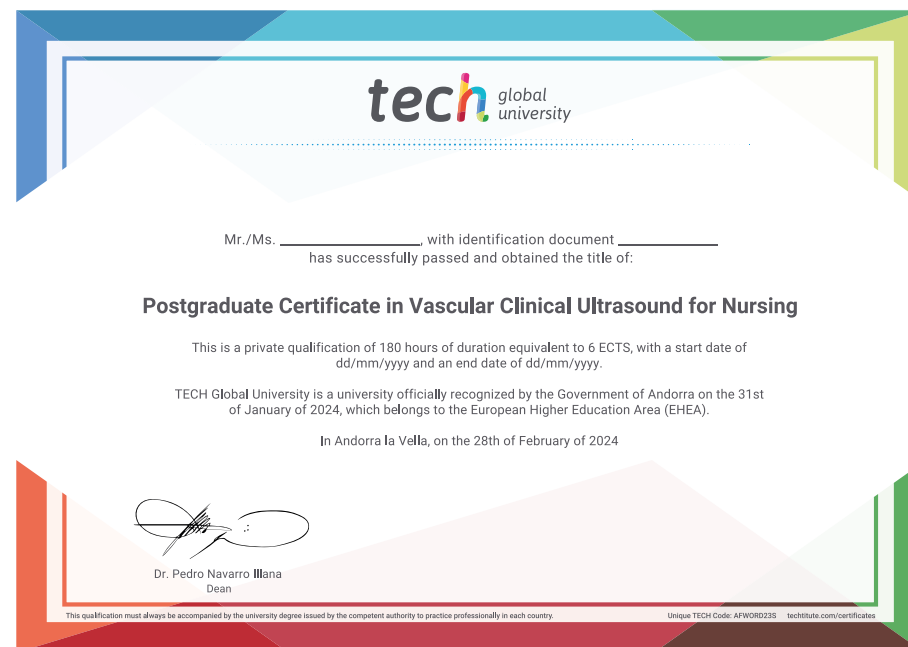 tech global
university
Mr./Ms. ____________, with identification document ____________
has successfully passed and obtained the title of:
Postgraduate Certificate in Vascular Clinical Ultrasound for Nursing
This is a private qualification of 180 hours of duration equivalent to 6 ECTS, with a start date of
dd/mm/yyyy and an end date of dd/mm/yyyy.
TECH Global University is a university officially recognized by the Government of Andorra on the 31st
of January of 2024, which belongs to the European Higher Education Area (EHEA).
In Andorra la Vella, on the 28th of February of 2024
Dr. Pedro Navarro Illana
Dean
This qualification must always be accompanied by the university degree issued by the competent authority to practice professionally in each country.
Unique TECH Code: AFWORD23S techtitute.com/certificates